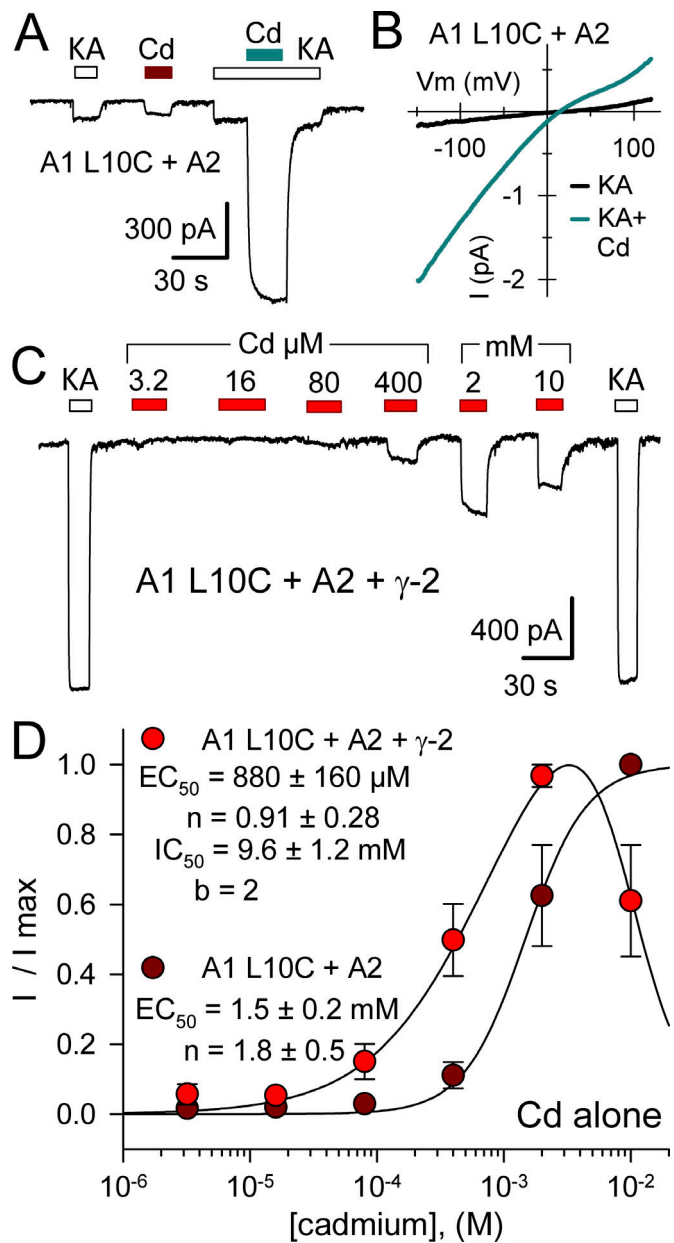 A
KA Cd Cd KA
A1 L10C + A2
300 pA
30 s
B
A1 L10C + A2
Vm (mV)
-100 100
-1
-2
I (pA)
KA
KA+
Cd
C
Cd μM mM
KA 3.2 16 80 400 2 10 KA
A1 L10C + A2 + γ-2
400 pA
30 s
D
A1 L10C + A2 + γ-2
EC50 = 880 ± 160 μM
n = 0.91 ± 0.28
IC50 = 9.6 ± 1.2 mM
b = 2
A1 L10C + A2
EC50 = 1.5 ± 0.2 mM
n = 1.8 ± 0.5
Cd alone
I / I max
1.0
0.8
0.6
0.4
0.2
0.0
10-6 10-5 10-4 10-3 10-2
[cadmium], (M)